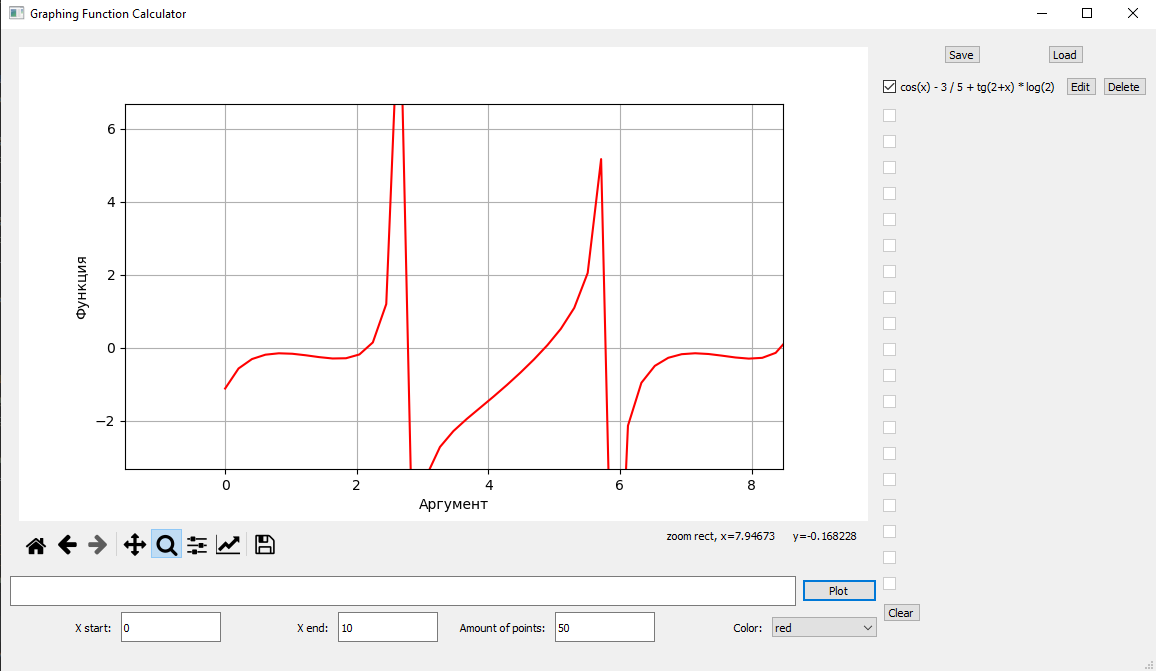 Graphing Function Calculator
Save Load
cos(x) - 3 / 5 + tg(2+x) * log(2) Edit Delete
6
4
2
0
−2
Функция
0 2 4 6 8
Аргумент
zoom rect, x=7.94673 y=-0.168228
Plot
Clear
X start: 0 X end: 10 Amount of points: 50 Color: red